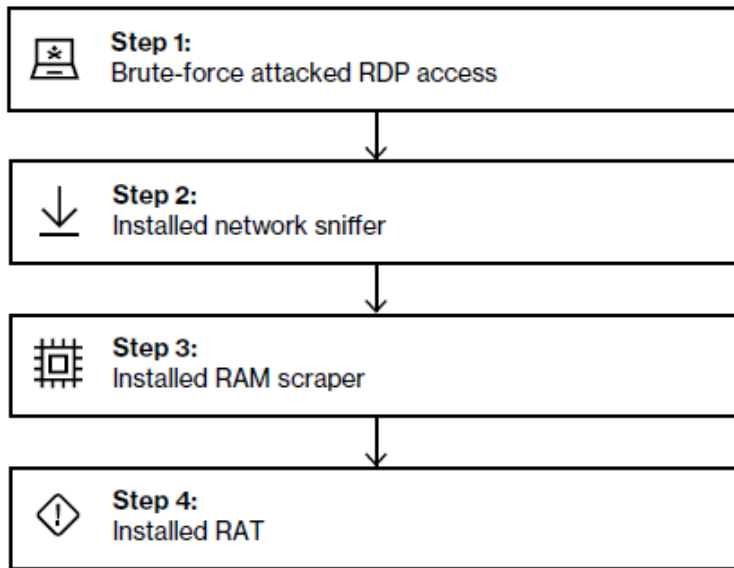 Step 1:
Brute-force attacked RDP access
Step 2:
Installed network sniffer
Step 3:
Installed RAM scraper
Step 4:
Installed RAT